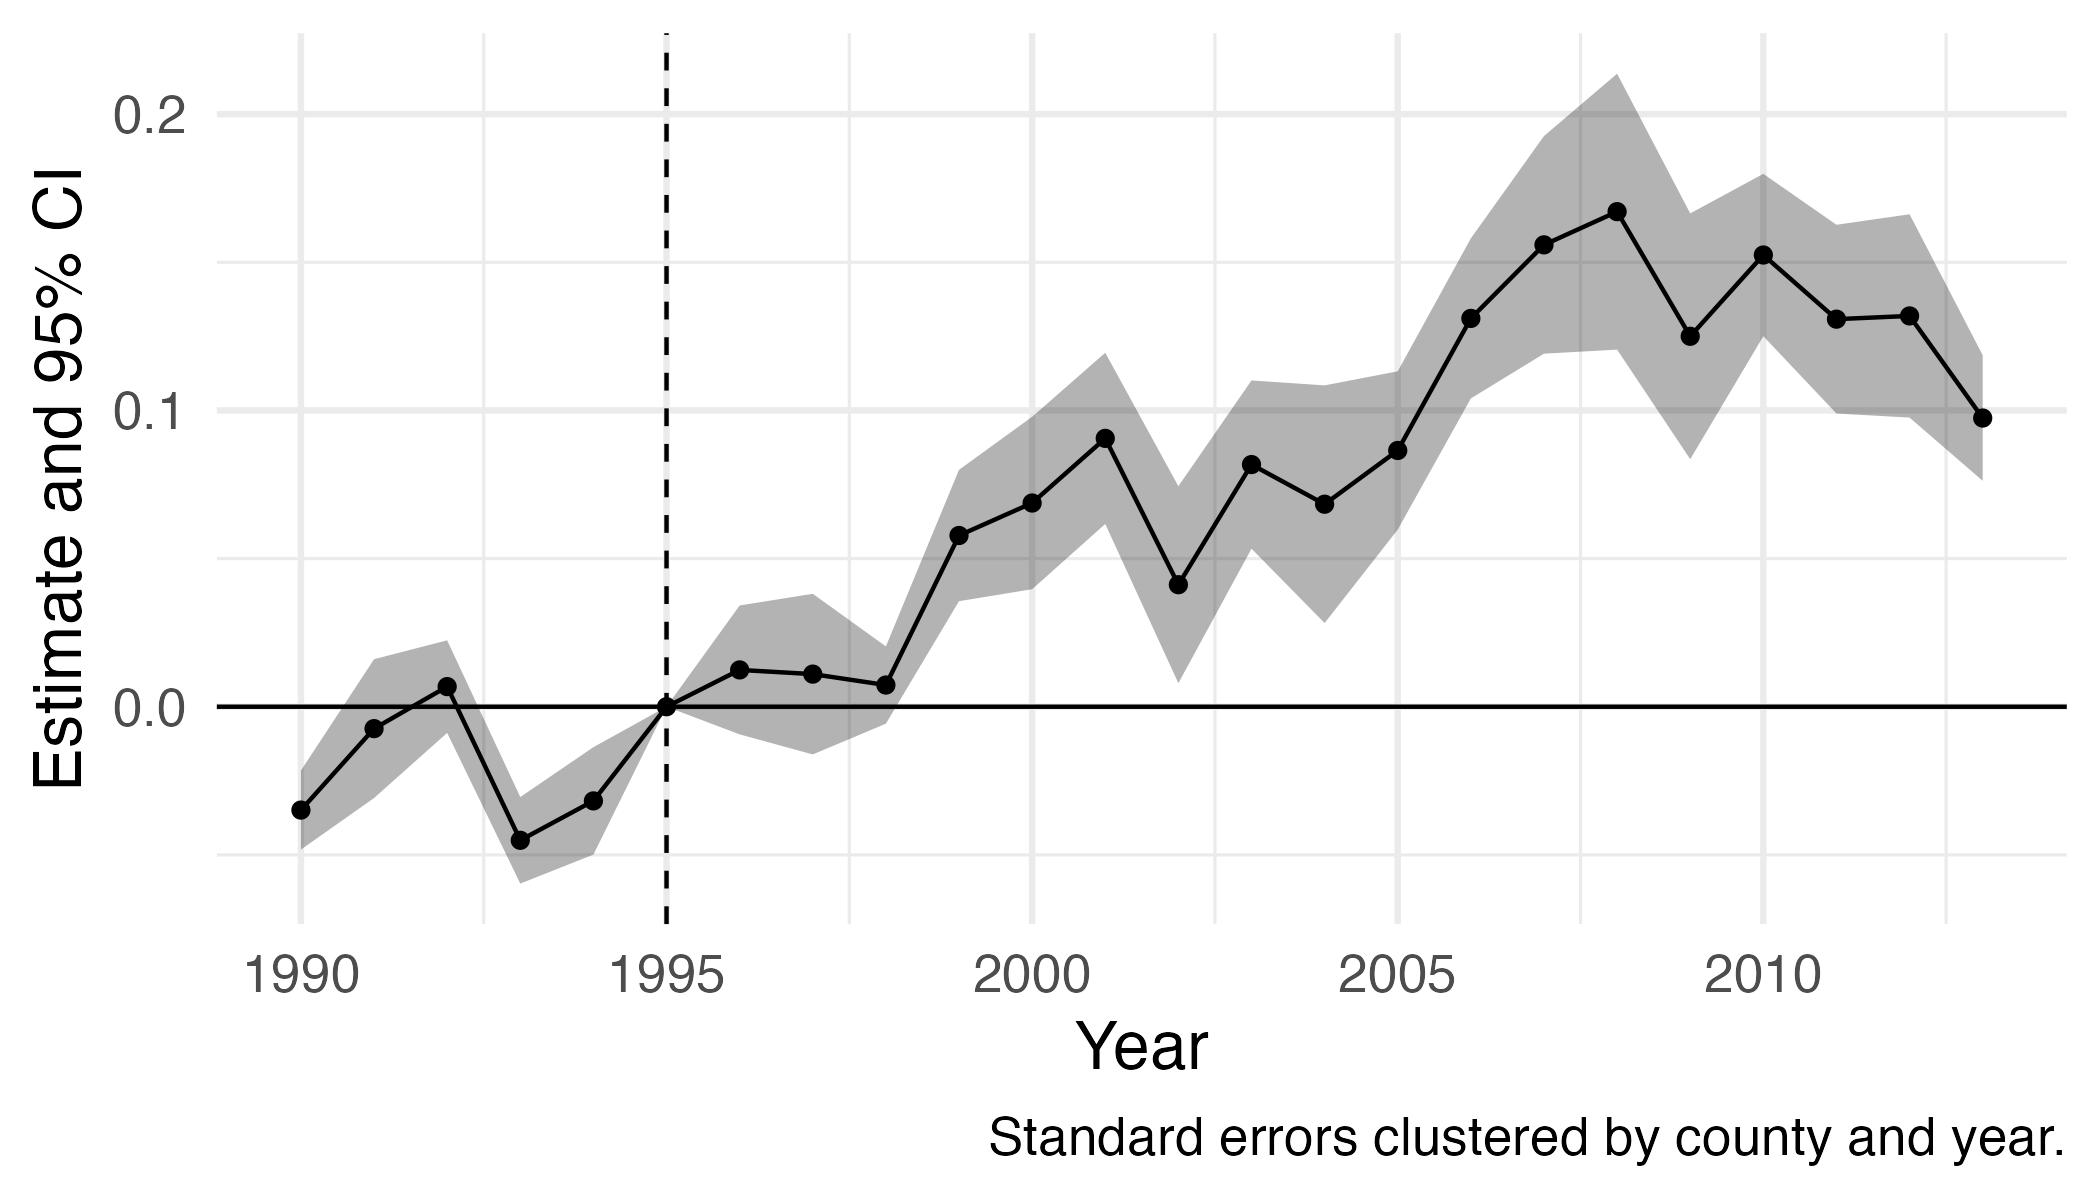 Estimate and 95% CI
0.2
0.1
0.0
1990 1995 2000 2005 2010
Year
Standard errors clustered by county and year.